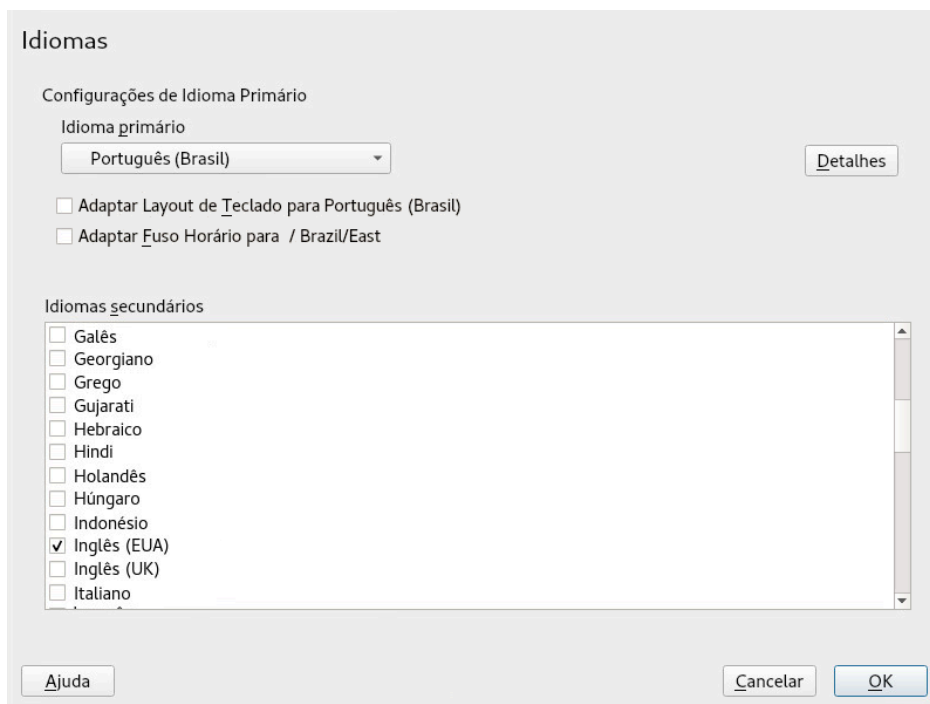 Idiomas
Configurações de Idioma Primário
Idioma primário
Português (Brasil)
Detalhes
Adaptar Layout de Teclado para Português (Brasil)
Adaptar Fuso Horário para / Brazil/East
Idiomas secundários
Galês
Georgiano
Grego
Gujarati
Hebraico
Hindi
Holandês
Húngaro
Indonésio
Inglês (EUA)
Inglês (UK)
Italiano
Ajuda
Cancelar
OK